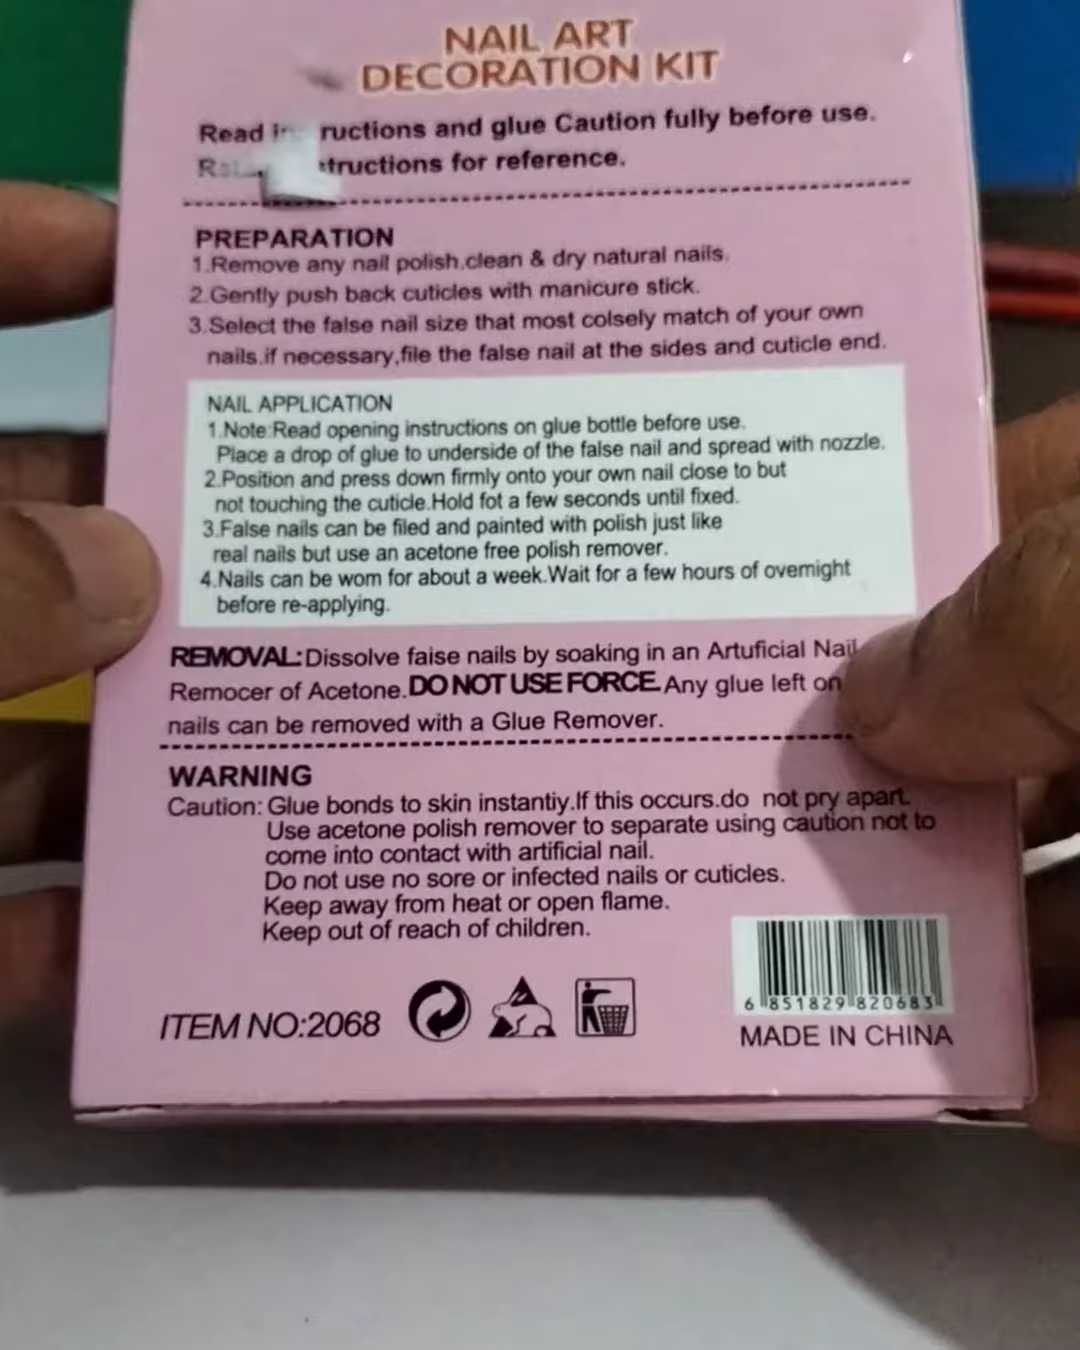 NAIL ART
DECORATION KIT
Read ructions and glue Caution fully before use.
tructions for reference.
PREPARATION
1.Remove any nail polish.clean & dry natural nails.
2.Gently push back cuticles with manicure stick.
3.Select the false nail size that most colsely match of your own
nails.if necessary,file the false nail at the sides and cuticle end.
NAIL APPLICATION
1.Note:Read opening instructions on glue bottle before use.
Place a drop of glue to underside of the false nail and spread with nozzle.
2.Position and press down firmly onto your own nail close to but
not touching the cuticle.Hold fot a few seconds until fixed.
3.False nails can be filed and painted with polish just like
real nails but use an acetone free polish remover.
4.Nails can be wom for about a week.Wait for a few hours of ovemight
before re-applying.
REMOVAL:Dissolve faise nails by soaking in an Artuficial Nail
Remocer of Acetone.DO NOT USE FORCE.Any glue left on
nails can be removed with a Glue Remover.
WARNING
Caution: Glue bonds to skin instantiy.If this occurs.do not pry apart.
Use acetone polish remover to separate using caution not to
come into contact with artificial nail.
Do not use no sore or infected nails or cuticles.
Keep away from heat or open flame.
Keep out of reach of children.
ITEM NO:2068
6 851829 820683
MADE IN CHINA